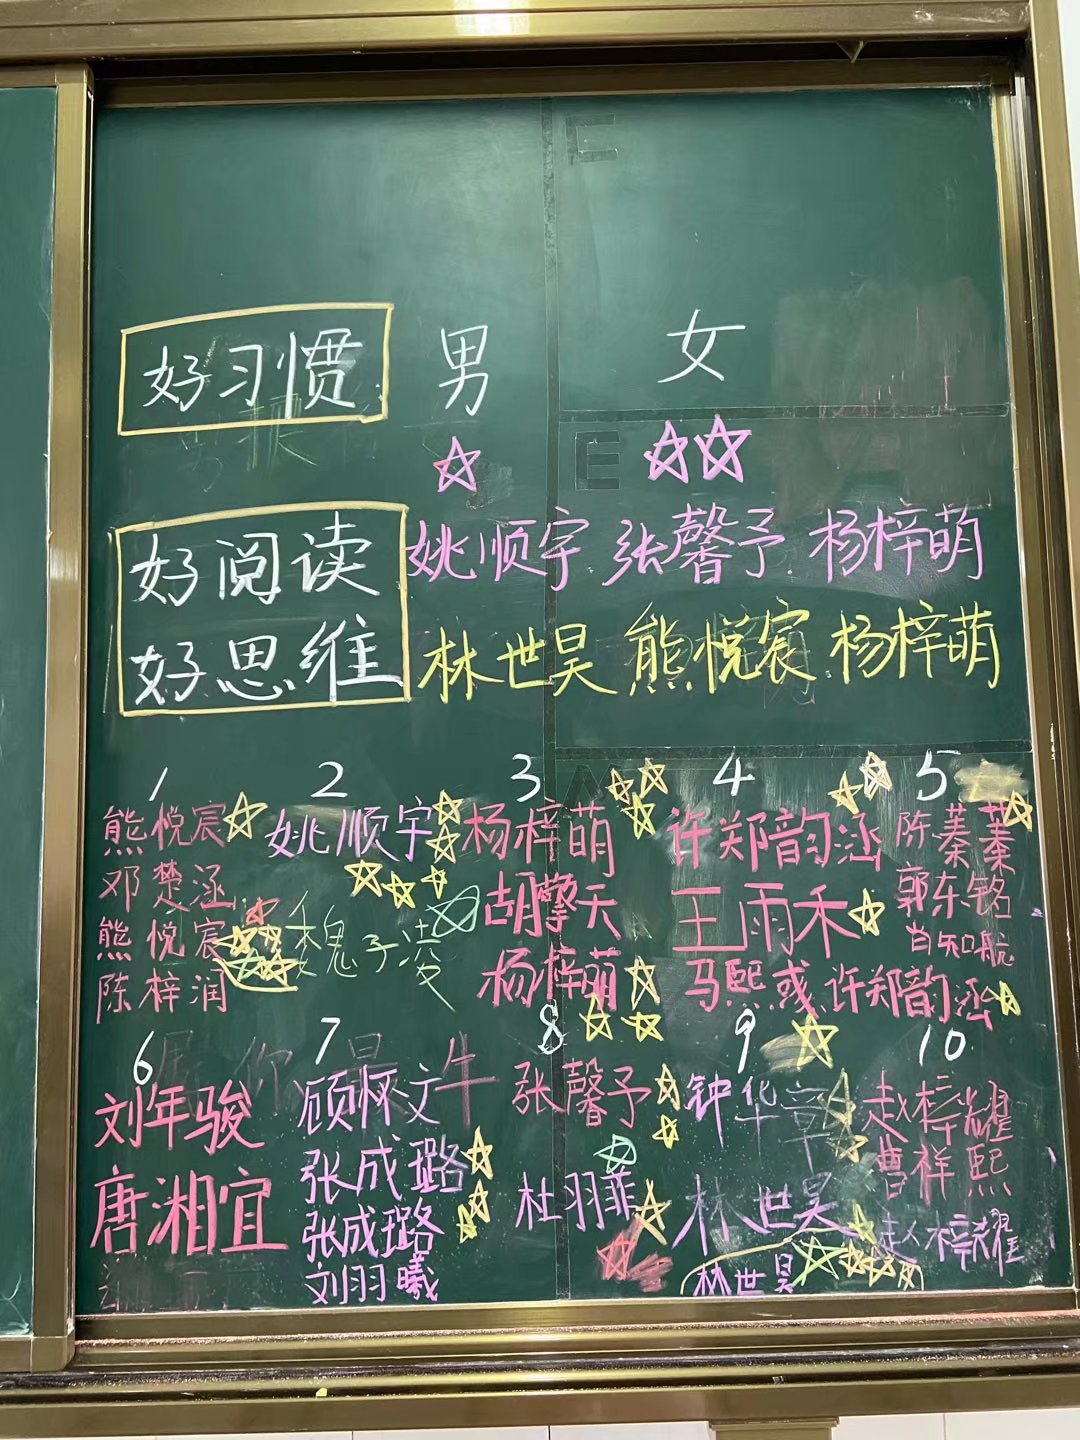 好习惯 男 女
好阅读 姚顺宇 张馨予 杨梓萌
好思维 林世昊 熊悦宸 杨梓萌
1 2 3 4 5
熊悦宸 姚顺宇 杨梓萌 许郑韵涵 陈蓁蓁
邓楚涵 胡擎天 王雨禾 郭东铭
熊悦宸 魏子凌 杨梓萌 马熙或 许郑韵涵 知航
陈梓润
6 7 8 9 10
刘年骏 顾怀文 张馨予 钟华章 赵梓耀
唐湘宜 张成璐 杜羽菲 林世昊 曹祥熙
张成璐 赵梓耀
刘羽曦 林世昊